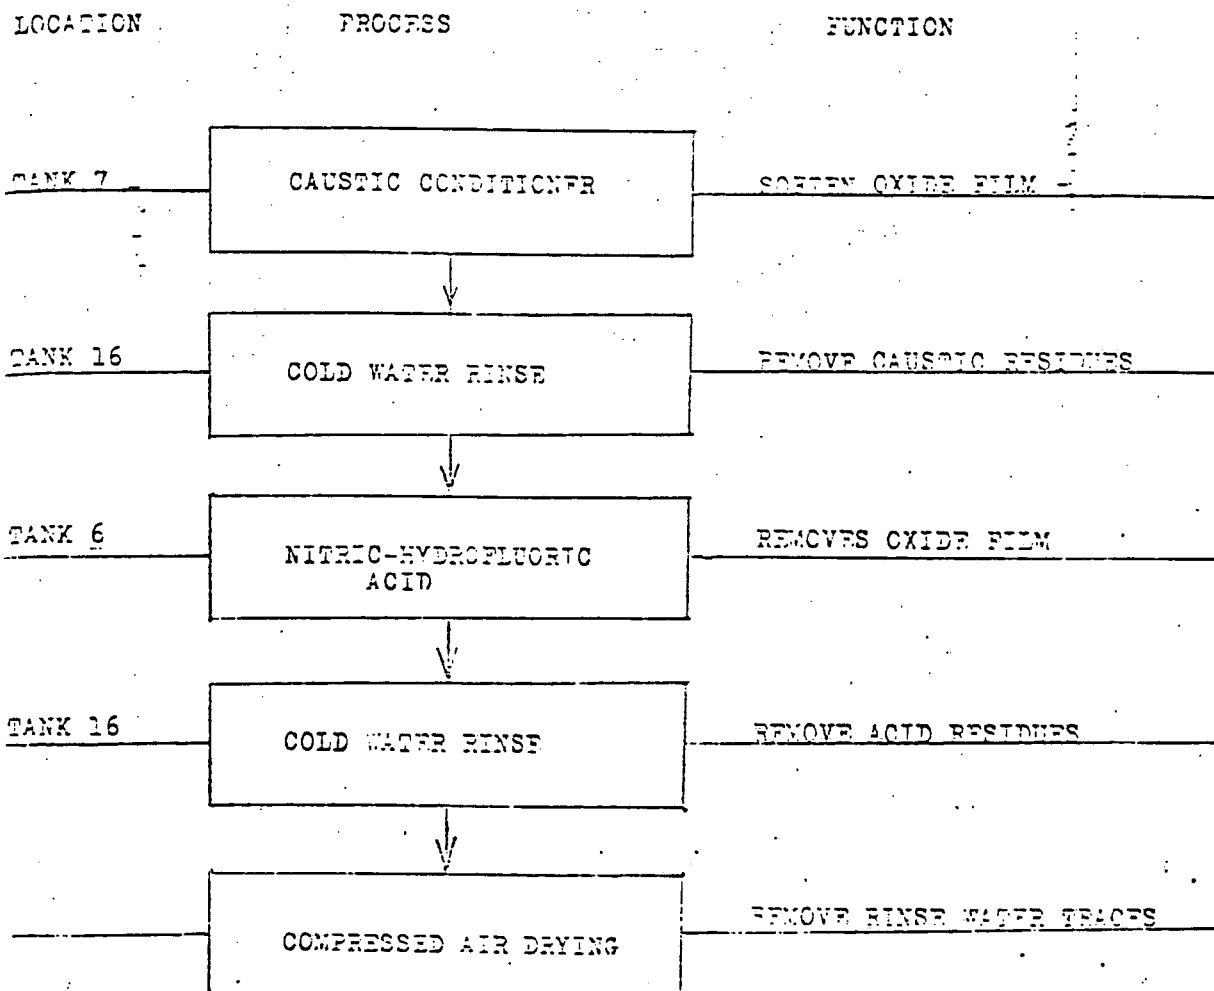 LOCATION PROCESS FUNCTION
TANK 7 CAUSTIC CONDITIONER SOFTEN OXIDE FILM
TANK 16 COLD WATER RINSE REMOVE CAUSTIC RESIDUES
TANK 6 NITRIC-HYDROFLUORIC REMOVES OXIDE FILM
ACID
TANK 16 COLD WATER RINSE REMOVE ACID RESIDUES
COMPRESSED AIR DRYING REMOVE RINSE WATER TRACES